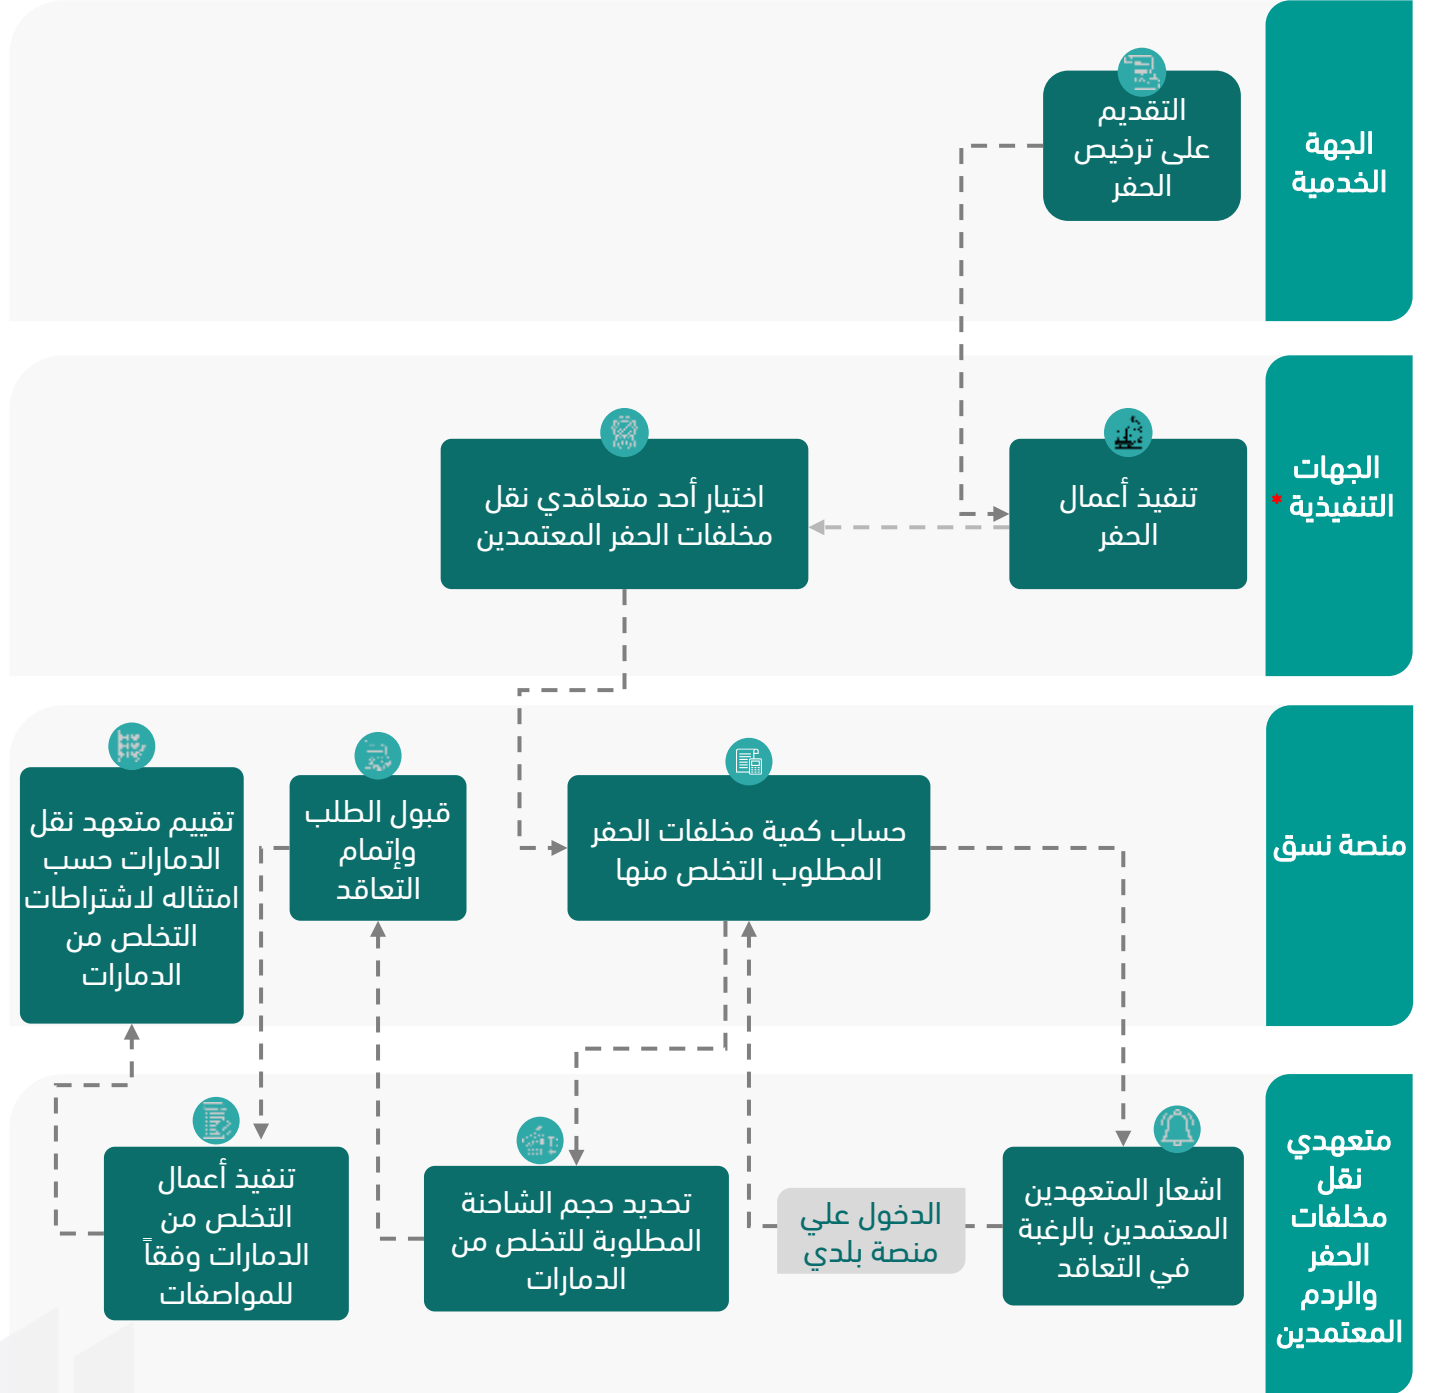 الجهة
الخدمية
التقديم
على ترخيص
الحفر
الجهات
التنفيذية *
تنفيذ أعمال
الحفر
اختيار أحد متعاقدي نقل
مخلفات الحفر المعتمدين
منصة نسق
حساب كمية مخلفات الحفر
المطلوب التخلص منها
قبول الطلب
وإتمام
التعاقد
تقييم متعهد نقل
الدمارات حسب
امتثاله لاشتراطات
التخلص من
الدمارات
متعهدي
نقل
مخلفات
الحفر
والردم
المعتمدين
اشعار المتعهدين
المعتمدين بالرغبة
في التعاقد
الدخول علي
منصة بلدي
تحديد حجم الشاحنة
المطلوبة للتخلص من
الدمارات
تنفيذ أعمال
التخلص من
الدمارات وفقاً
للمواصفات